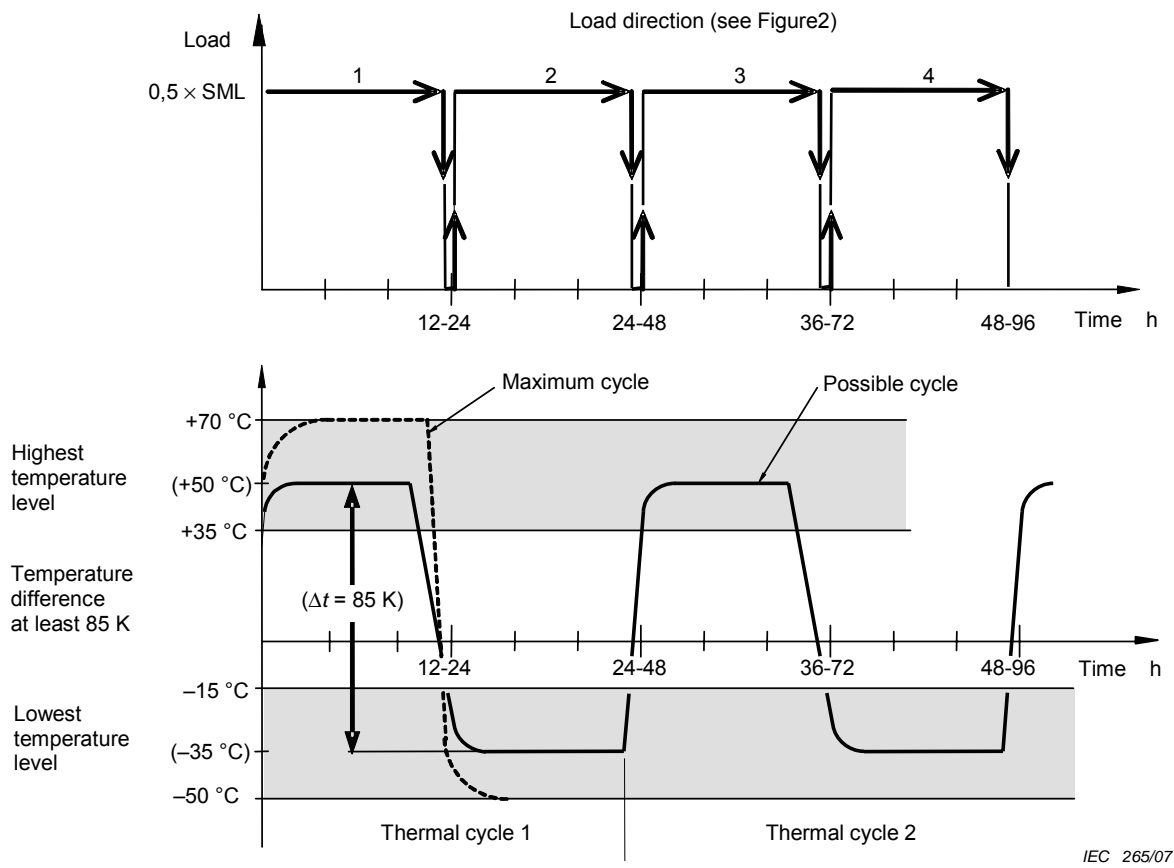 Load direction (see Figure2)
Load
0,5 × SML
1
2
3
4
12-24
24-48
36-72
48-96
Time h
Maximum cycle
Possible cycle
+70 °C
Highest
temperature
level
(+50 °C)
+35 °C
Temperature
difference
at least 85 K
(Δt = 85 K)
12-24
24-48
36-72
48-96
Time h
–15 °C
Lowest
temperature
level
(–35 °C)
–50 °C
Thermal cycle 1
Thermal cycle 2
IEC 265/07